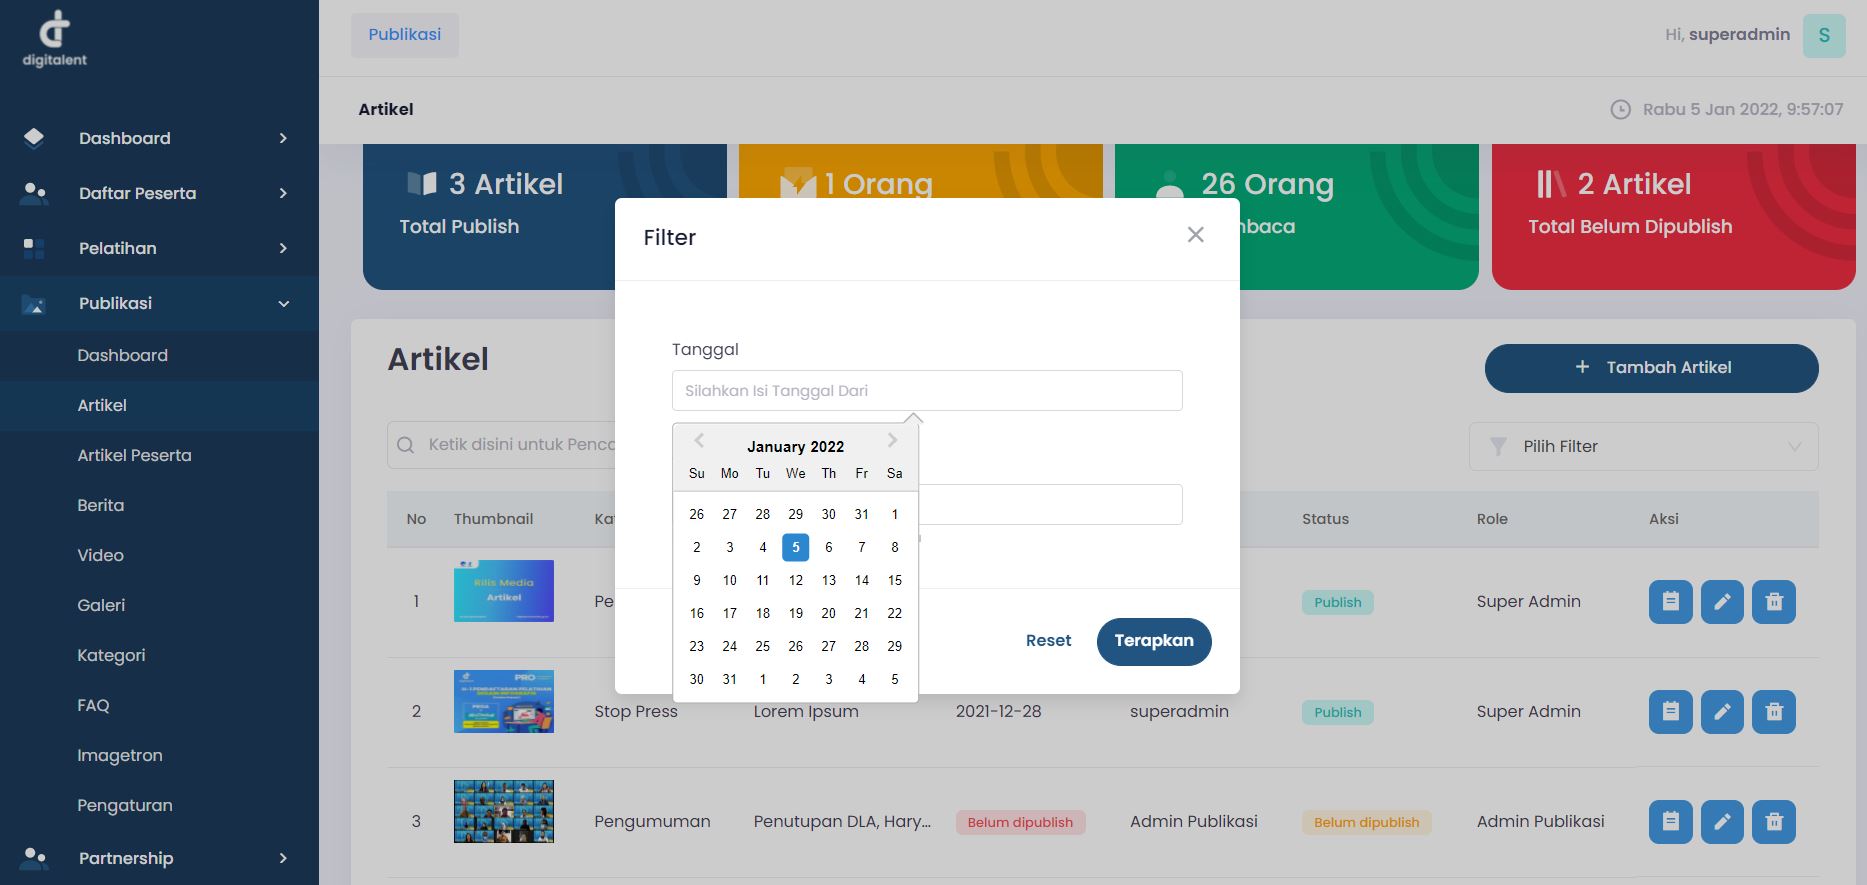 digitalent
Dashboard
Daftar Peserta
Pelatihan
Publikasi
Dashboard
Artikel
Artikel Peserta
Berita
Video
Galeri
Kategori
FAQ
Imagetron
Pengaturan
Partnership
Publikasi
Hi, superadmin
S
Artikel
Rabu 5 Jan 2022, 9:57:07
3 Artikel
Total Publish
1 Orang
26 Orang
mbaca
2 Artikel
Total Belum Dipublish
Filter
Tanggal
Silahkan Isi Tanggal Dari
January 2022
Su Mo Tu We Th Fr Sa
26 27 28 29 30 31 1
2 3 4 5 6 7 8
9 10 11 12 13 14 15
16 17 18 19 20 21 22
23 24 25 26 27 28 29
30 31 1 2 3 4 5
Reset
Terapkan
Artikel
+ Tambah Artikel
Ketik disini untuk Penca
Pilih Filter
No Thumbnail Ka Status Role Aksi
1 Rilis Media Artikel Pe Publish Super Admin
2 PRO Stop Press Lorem Ipsum 2021-12-28 superadmin Publish Super Admin
3 Pengumuman Penutupan DLA, Hary... Belum dipublish Admin Publikasi Belum dipublish Admin Publikasi